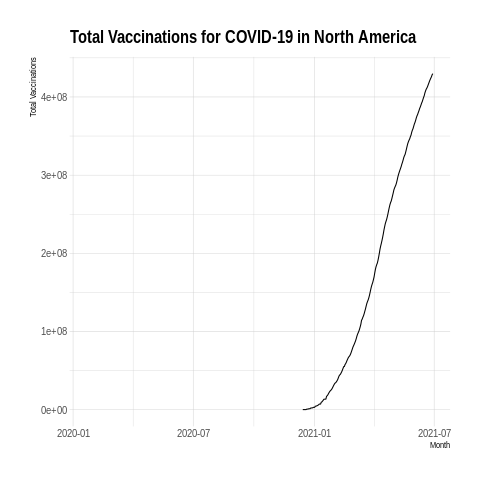 Total Vaccinations for COVID-19 in North America
Total Vaccinations
4e+08
3e+08
2e+08
1e+08
0e+00
2020-01 2020-07 2021-01 2021-07
Month